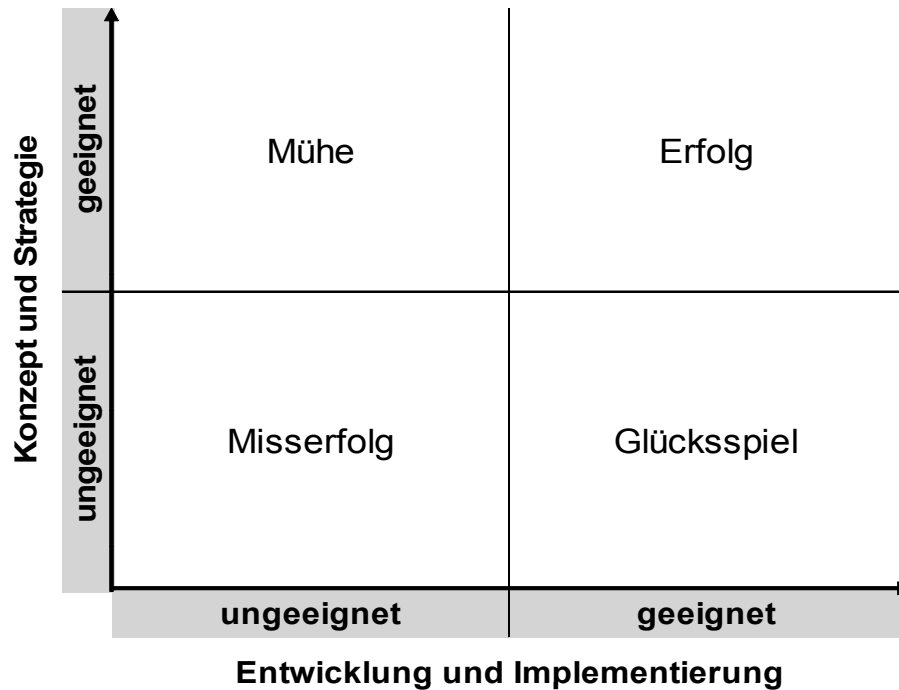 Konzept und Strategie
geeignet
ungeeignet
Mühe
Erfolg
Misserfolg
Glücksspiel
ungeeignet
geeignet
Entwicklung und Implementierung